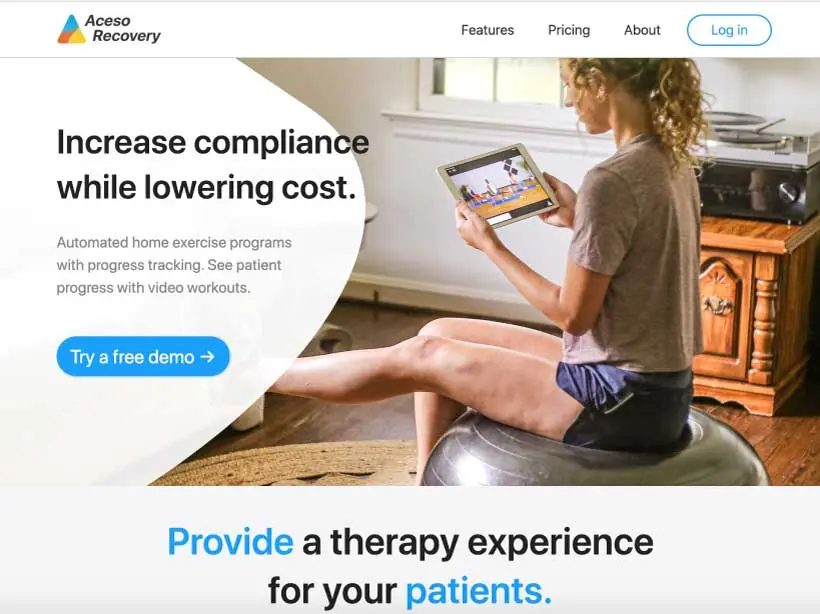 Aceso
Recovery
Features
Pricing
About
Log in
Increase compliance
while lowering cost.
Automated home exercise programs
with progress tracking. See patient
progress with video workouts.
Try a free demo →
Provide a therapy experience
for your patients.